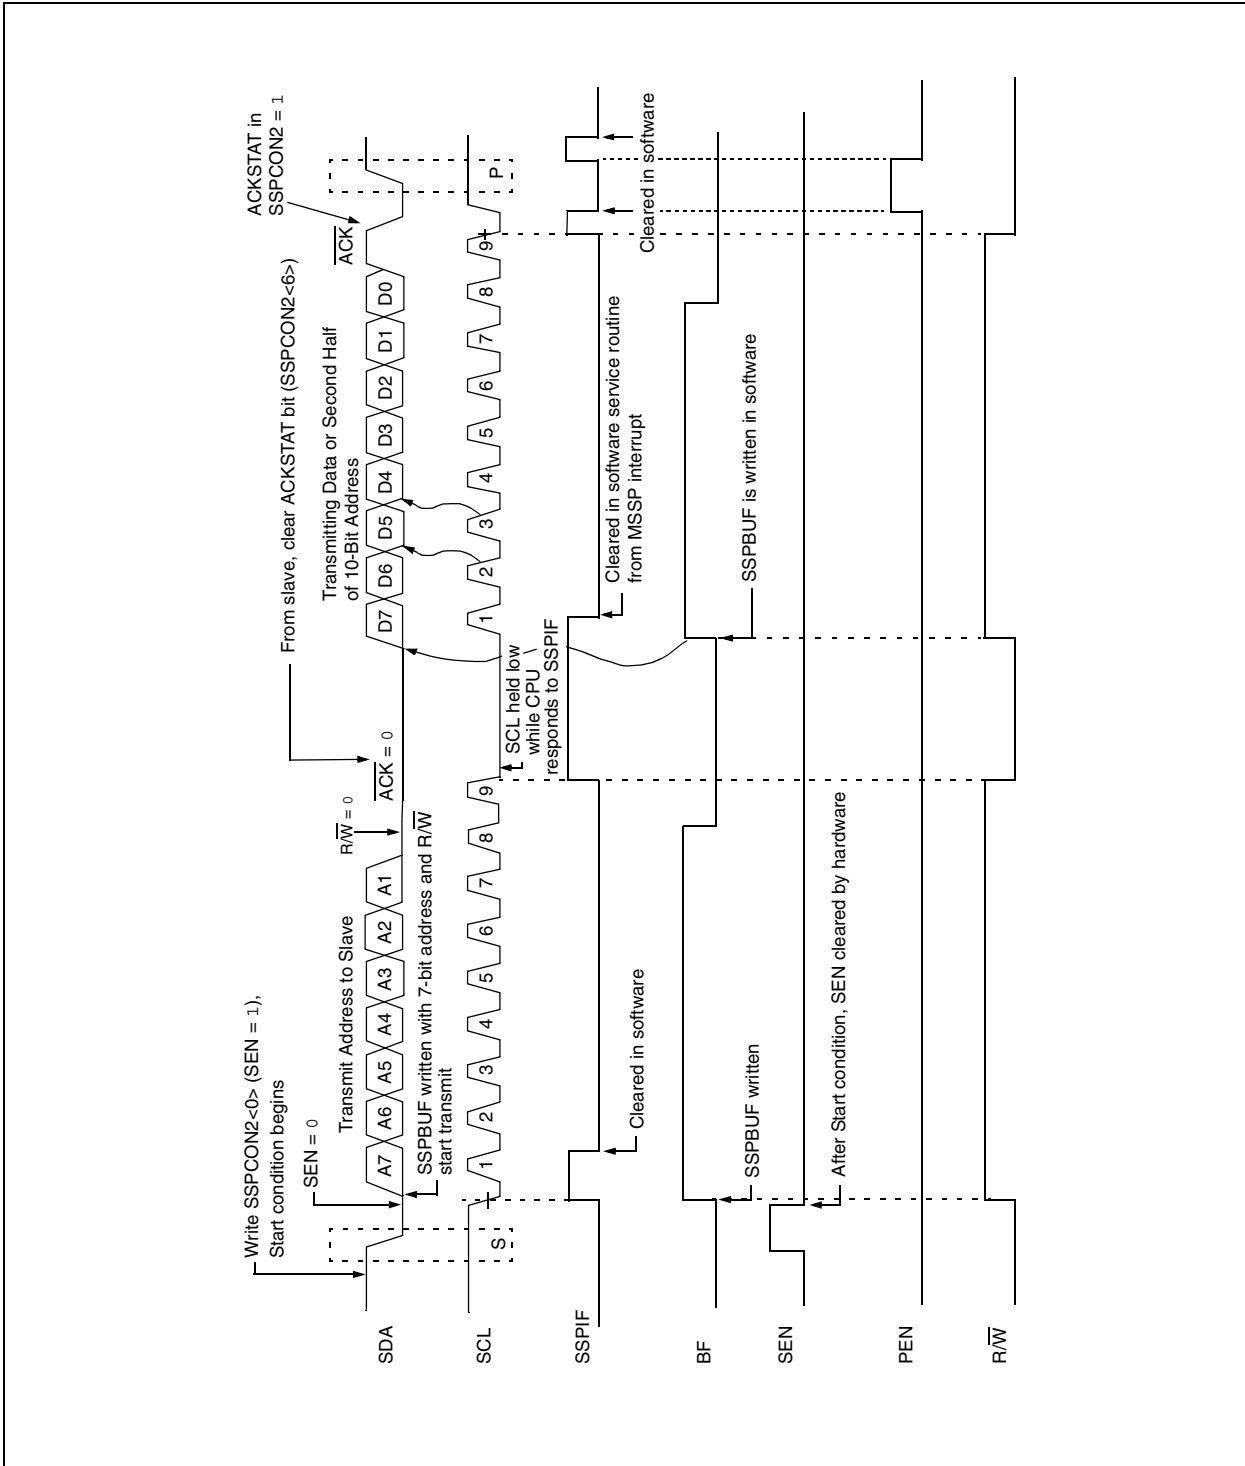 Write SSPCON2<0> (SEN = 1),
Start condition begins
SEN = 0
Transmit Address to Slave
R/W̅ = 0
From slave, clear ACKSTAT bit (SSPCON2<6>)
A̅C̅K̅ = 0
Transmitting Data or Second Half
of 10-Bit Address
ACKSTAT in
SSPCON2 = 1
A̅C̅K̅
SDA
A7 A6 A5 A4 A3 A2 A1
D7 D6 D5 D4 D3 D2 D1 D0
SSPBUF written with 7-bit address and R/W̅
start transmit
SCL
S
1 2 3 4 5 6 7 8 9
1 2 3 4 5 6 7 8 9
P
SCL held low
while CPU
responds to SSPIF
SSPIF
Cleared in software
Cleared in software service routine
from MSSP interrupt
Cleared in software
BF
SSPBUF written
SSPBUF is written in software
SEN
After Start condition, SEN cleared by hardware
PEN
R/W̅